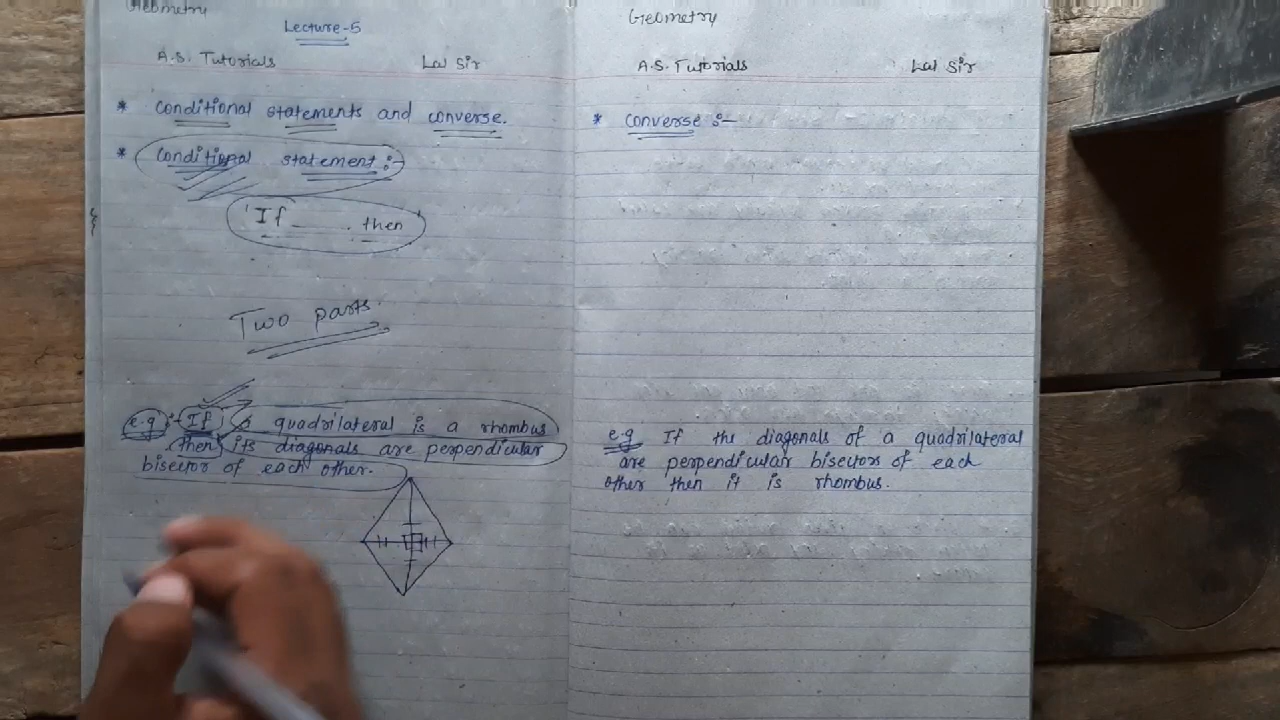 Geometry
Lecture-5
A.S. Tutorials Lal Sir
* Conditional statements and converse.
* Conditional statement :-
'If ...... then'
Two parts.
e.g :- If a quadrilateral is a rhombus
then its diagonals are perpendicular
bisector of each other.
Geometry
A.S. Tutorials Lal Sir
* Converse :-
e.g. If the diagonals of a quadrilateral
are perpendicular bisectors of each
other then it is rhombus.